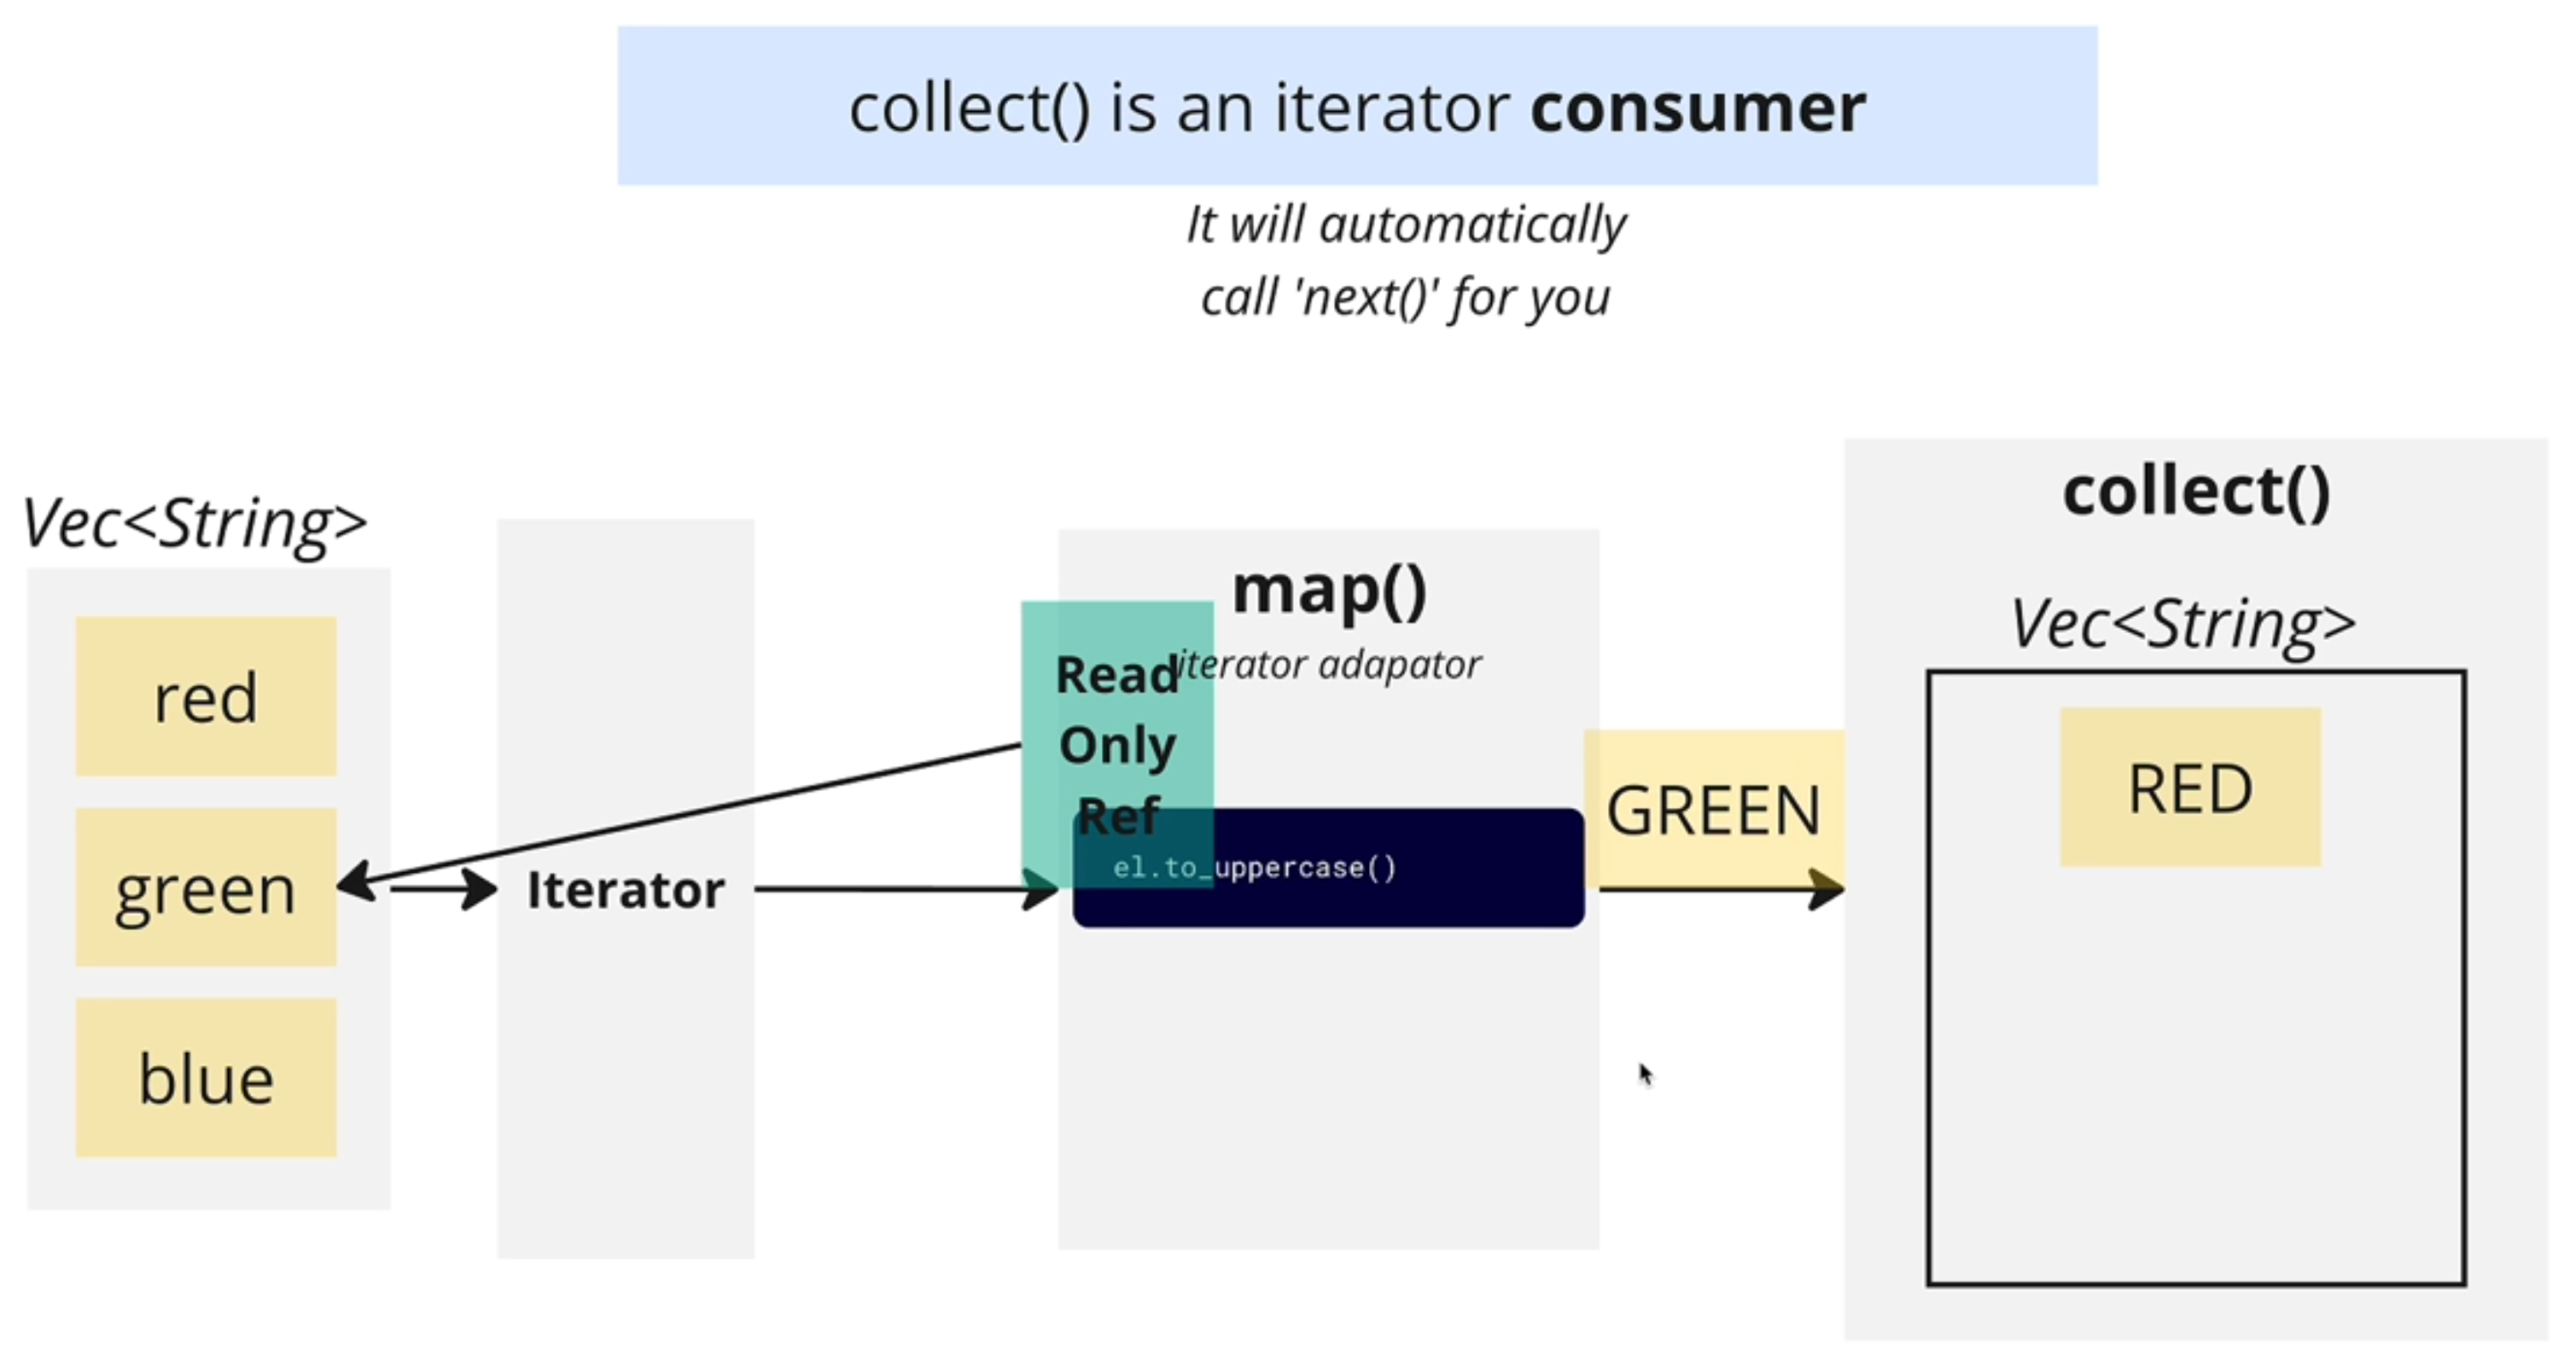 collect() is an iterator consumer
It will automatically
call 'next()' for you
Vec<String>
red
green
blue
Iterator
map()
iterator adapator
Read
Only
Ref
el.to_uppercase()
GREEN
collect()
Vec<String>
RED